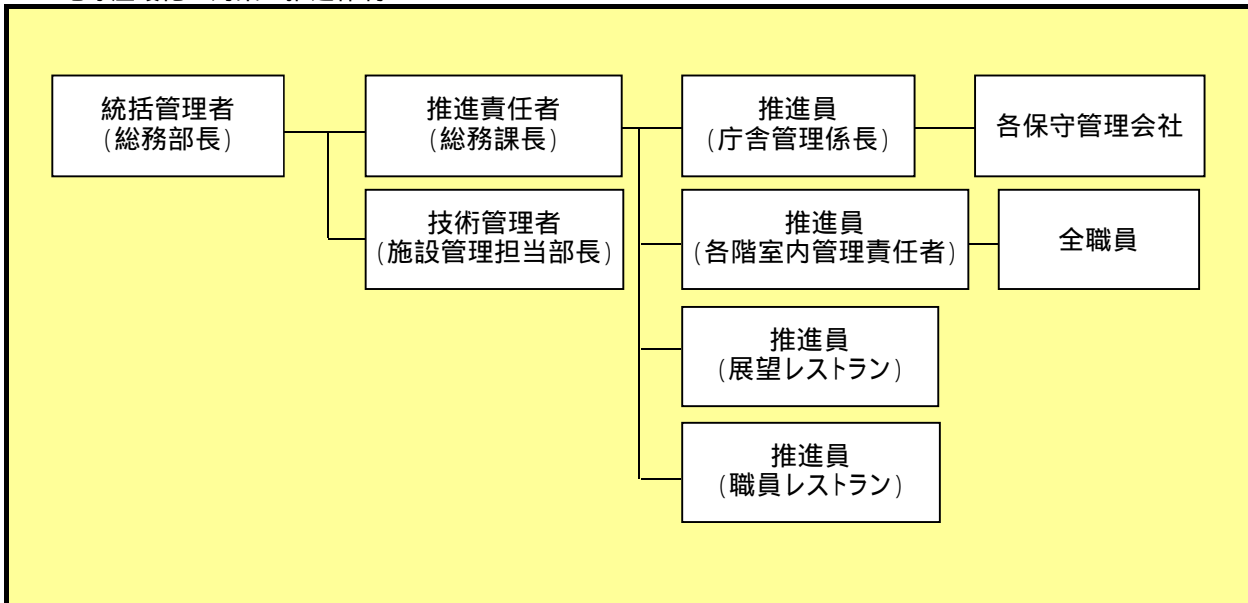 統括管理者
(総務部長)
推進責任者
(総務課長)
推進員
(庁舎管理係長)
各保守管理会社
技術管理者
(施設管理担当部長)
推進員
(各階室内管理責任者)
全職員
推進員
(展望レストラン)
推進員
(職員レストラン)